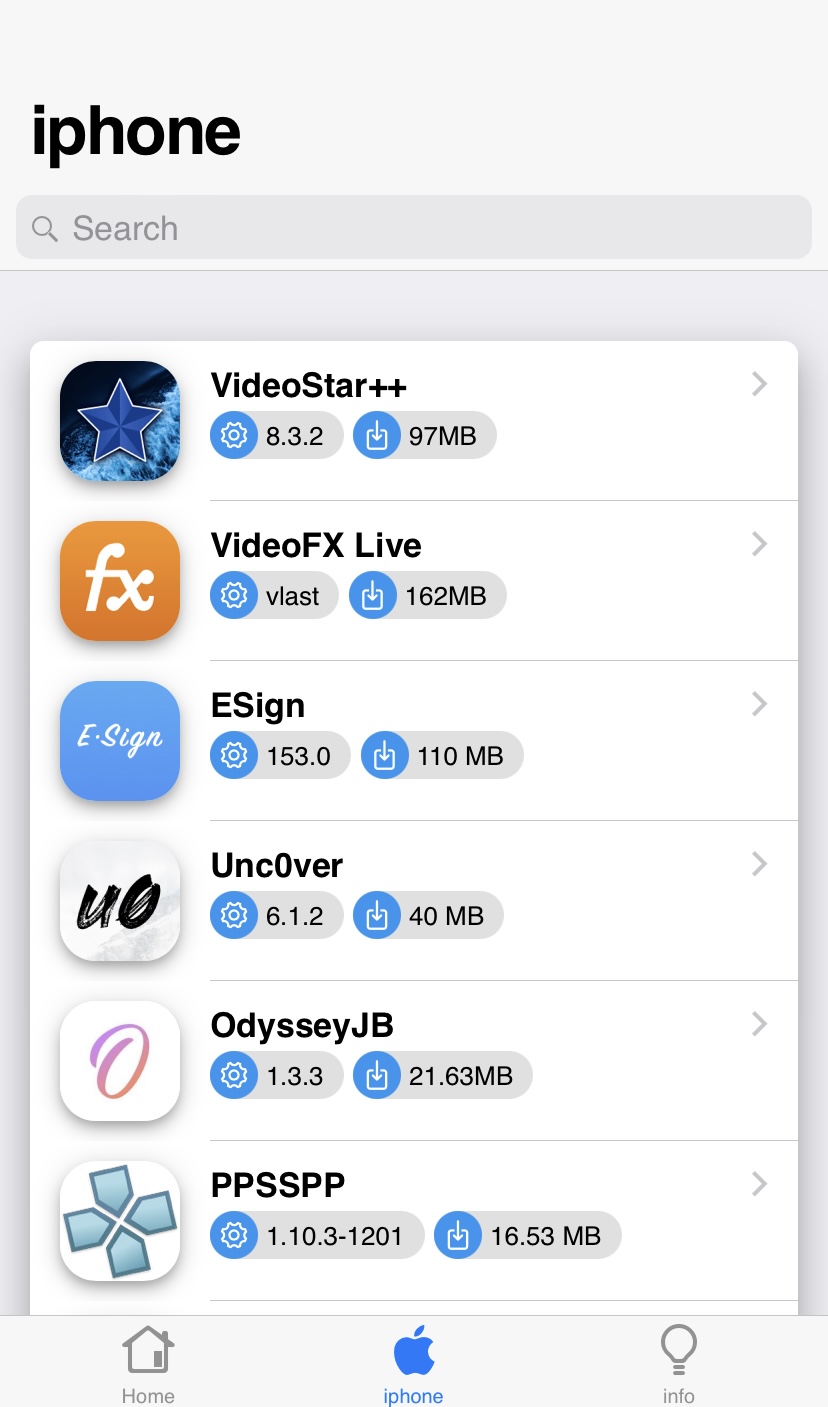 iphone
Search
VideoStar++
8.3.2 97MB
fx
VideoFX Live
vlast 162MB
E·Sign
ESign
153.0 110 MB
u0
Unc0ver
6.1.2 40 MB
O
OdysseyJB
1.3.3 21.63MB
PPSSPP
1.10.3-1201 16.53 MB
Home iphone info